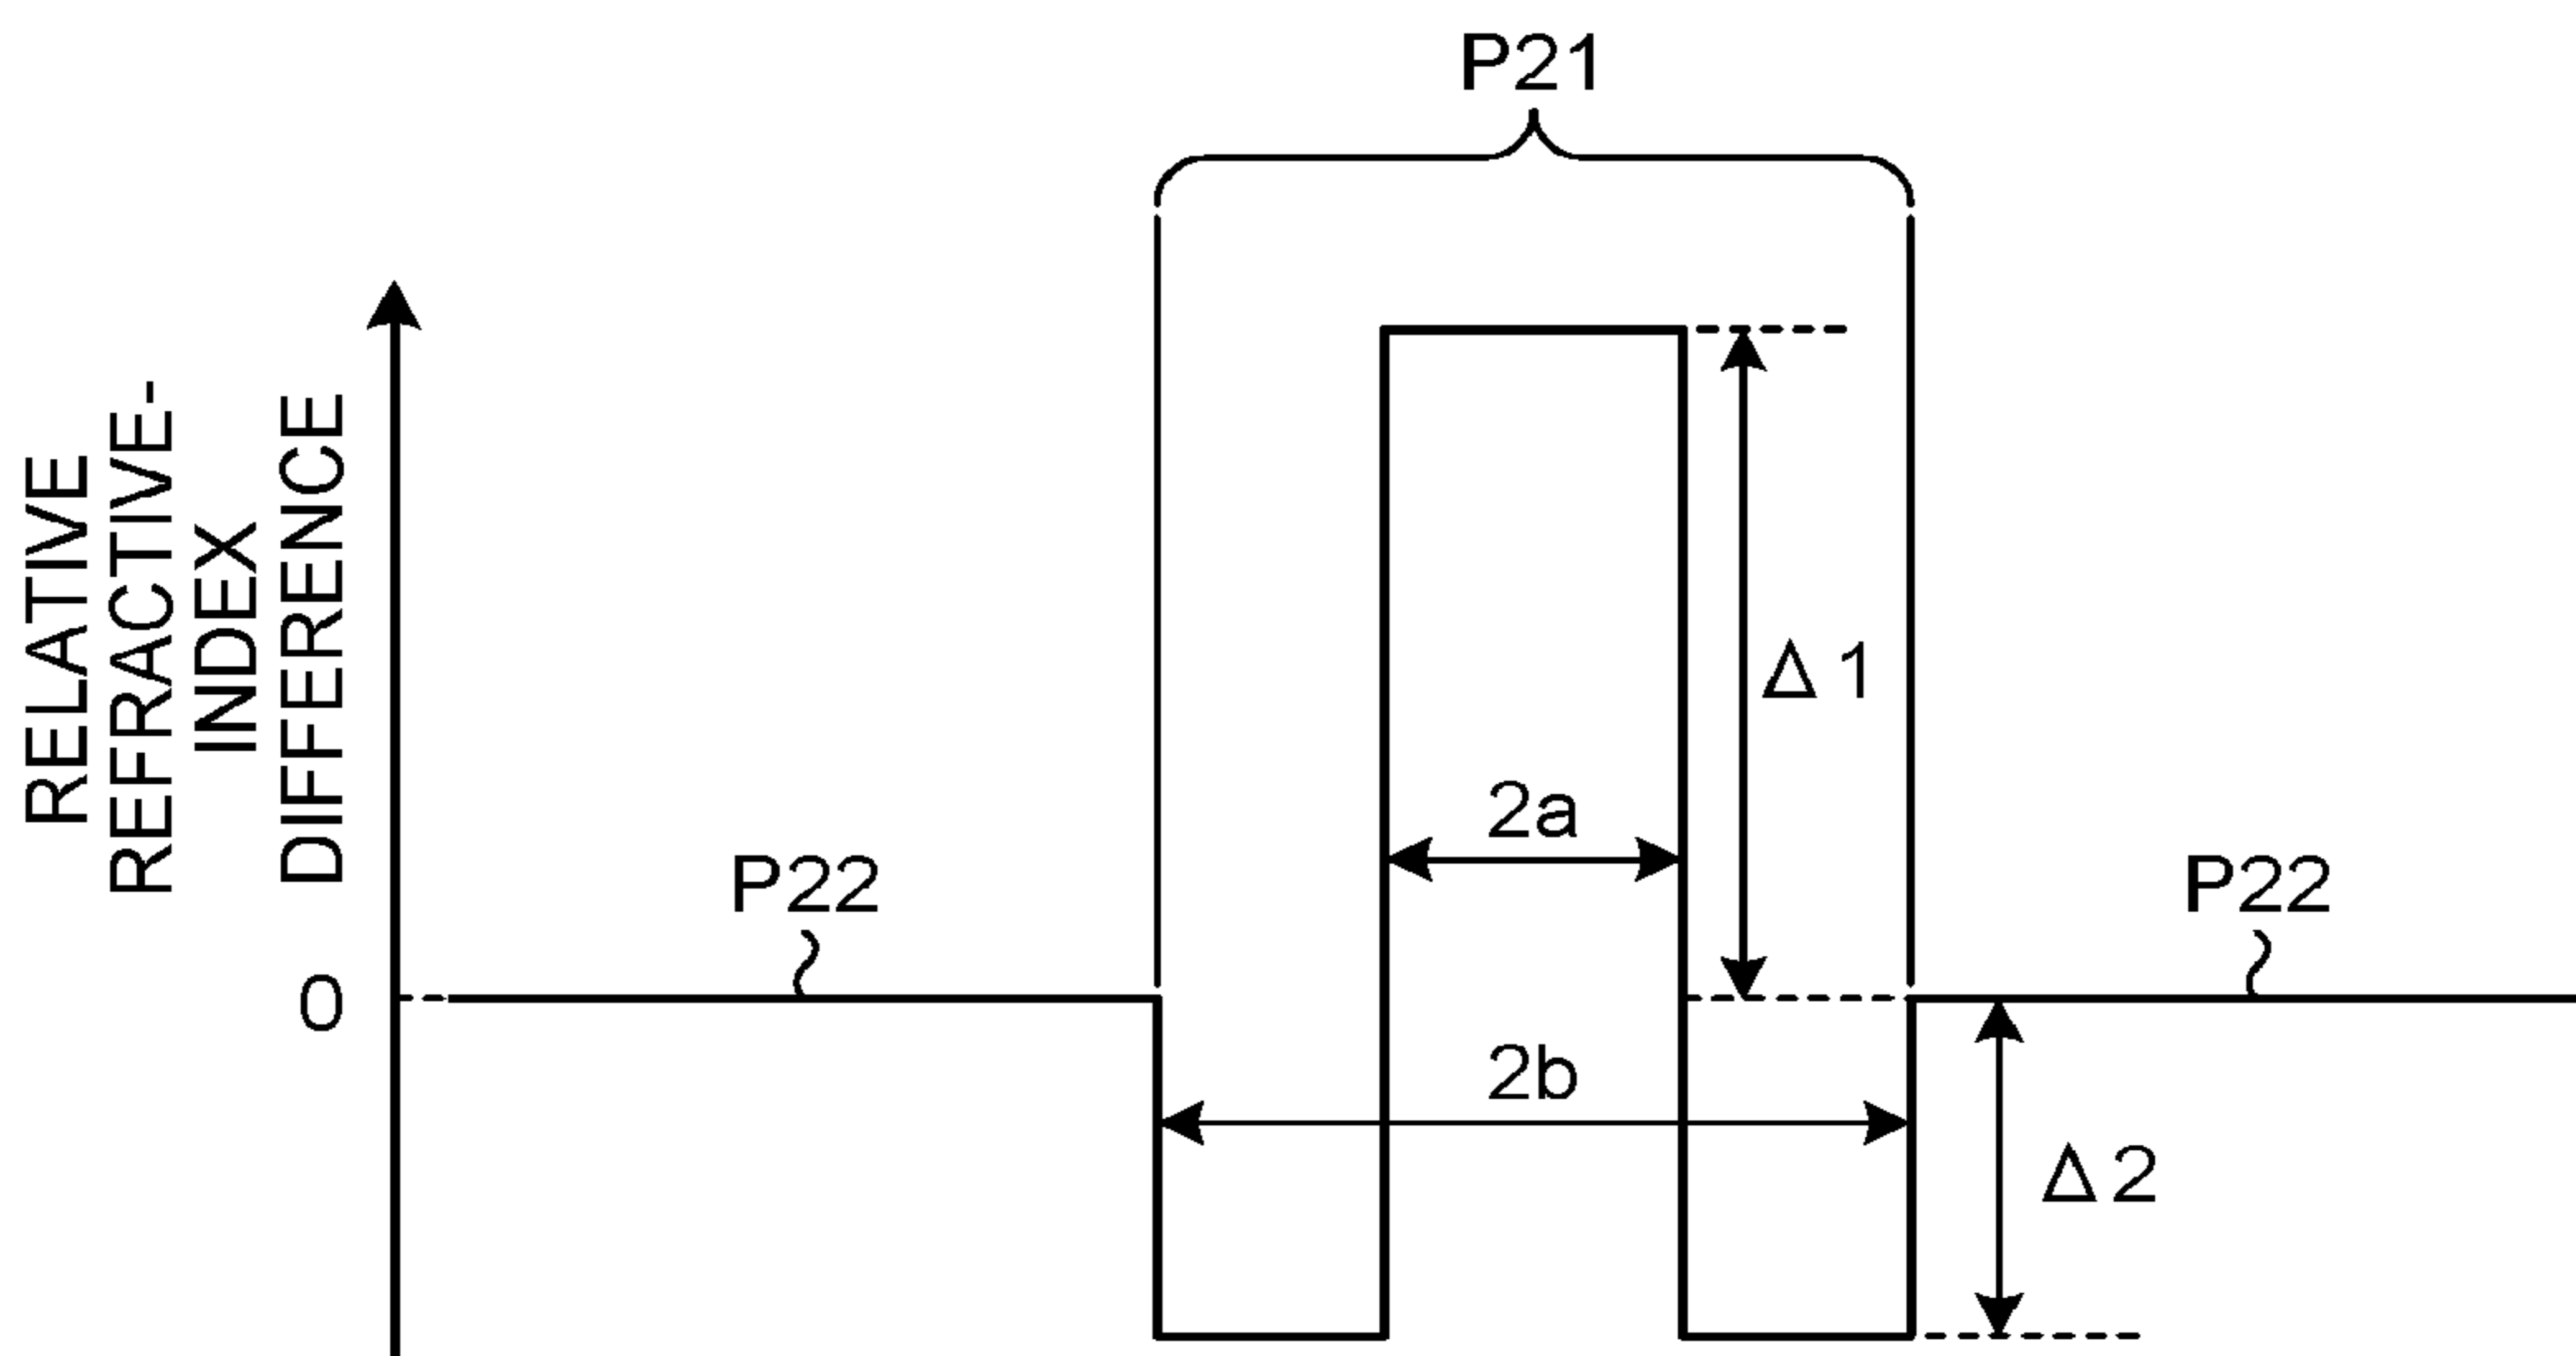 P21
RELATIVE
REFRACTIVE-
INDEX
DIFFERENCE
Δ1
2a
P22
P22
0
2b
Δ2